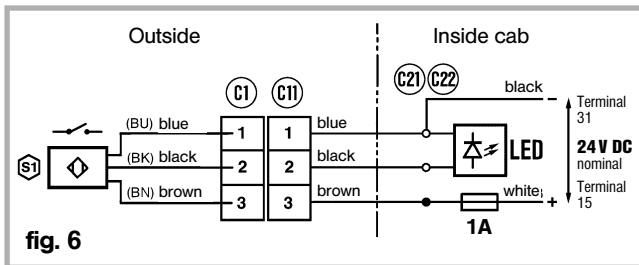 Outside Inside cab
C1 C11 C21 C22 black –
Terminal
31
(BU) blue 1 1 blue
24 V DC
nominal
S1 (BK) black 2 2 black LED
Terminal
15
(BN) brown 3 3 brown white +
1A
fig. 6